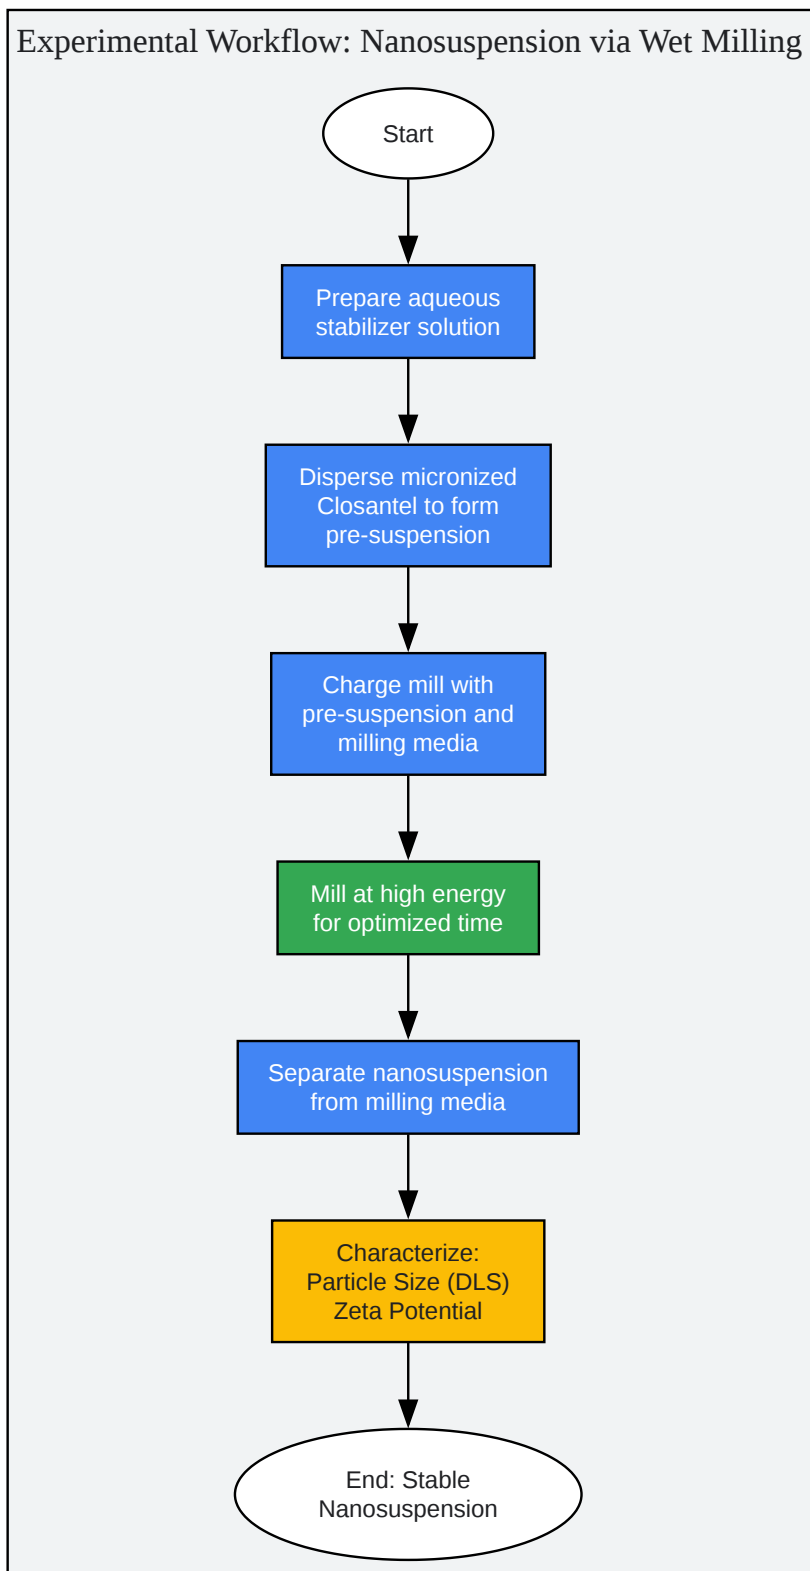 Experimental Workflow: Nanosuspension via Wet Milling
Start
Prepare aqueous
stabilizer solution
Disperse micronized
Closantel to form
pre-suspension
Charge mill with
pre-suspension and
milling media
Mill at high energy
for optimized time
Separate nanosuspension
from milling media
Characterize:
Particle Size (DLS)
Zeta Potential
End: Stable
Nanosuspension